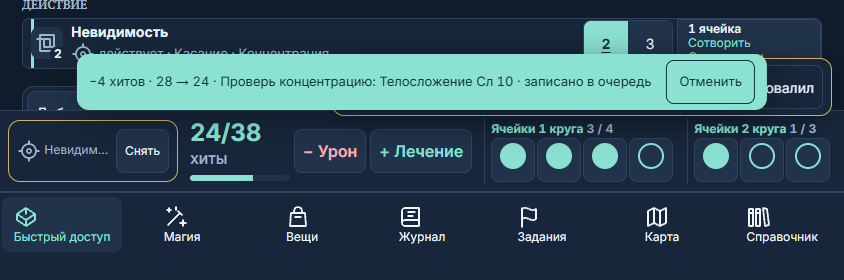 ДЕЙСТВИЕ
Невидимость
2
действует · Касание · Концентрация
2
3
1 ячейка
Сотворить
−4 хитов · 28 → 24 · Проверь концентрацию: Телосложение Сл 10 · записано в очередь
Отменить
овалил
Невидим...
Снять
24/38
хиты
− Урон
+ Лечение
Ячейки 1 круга 3 / 4
Ячейки 2 круга 1 / 3
Быстрый доступ
Магия
Вещи
Журнал
Задания
Карта
Справочник